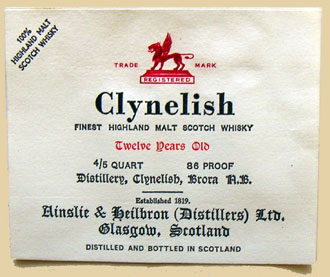 100%
HIGHLAND MALT
SCOTCH WHISKY
TRADE MARK
REGISTERED
Clynelish
FINEST HIGHLAND MALT SCOTCH WHISKY
Twelve Years Old
4/5 QUART 86 PROOF
Distillery, Clynelish, Brora N.B.
Established 1819.
Ainslie & Heilbron (Distillers) Ltd.
Glasgow, Scotland
DISTILLED AND BOTTLED IN SCOTLAND